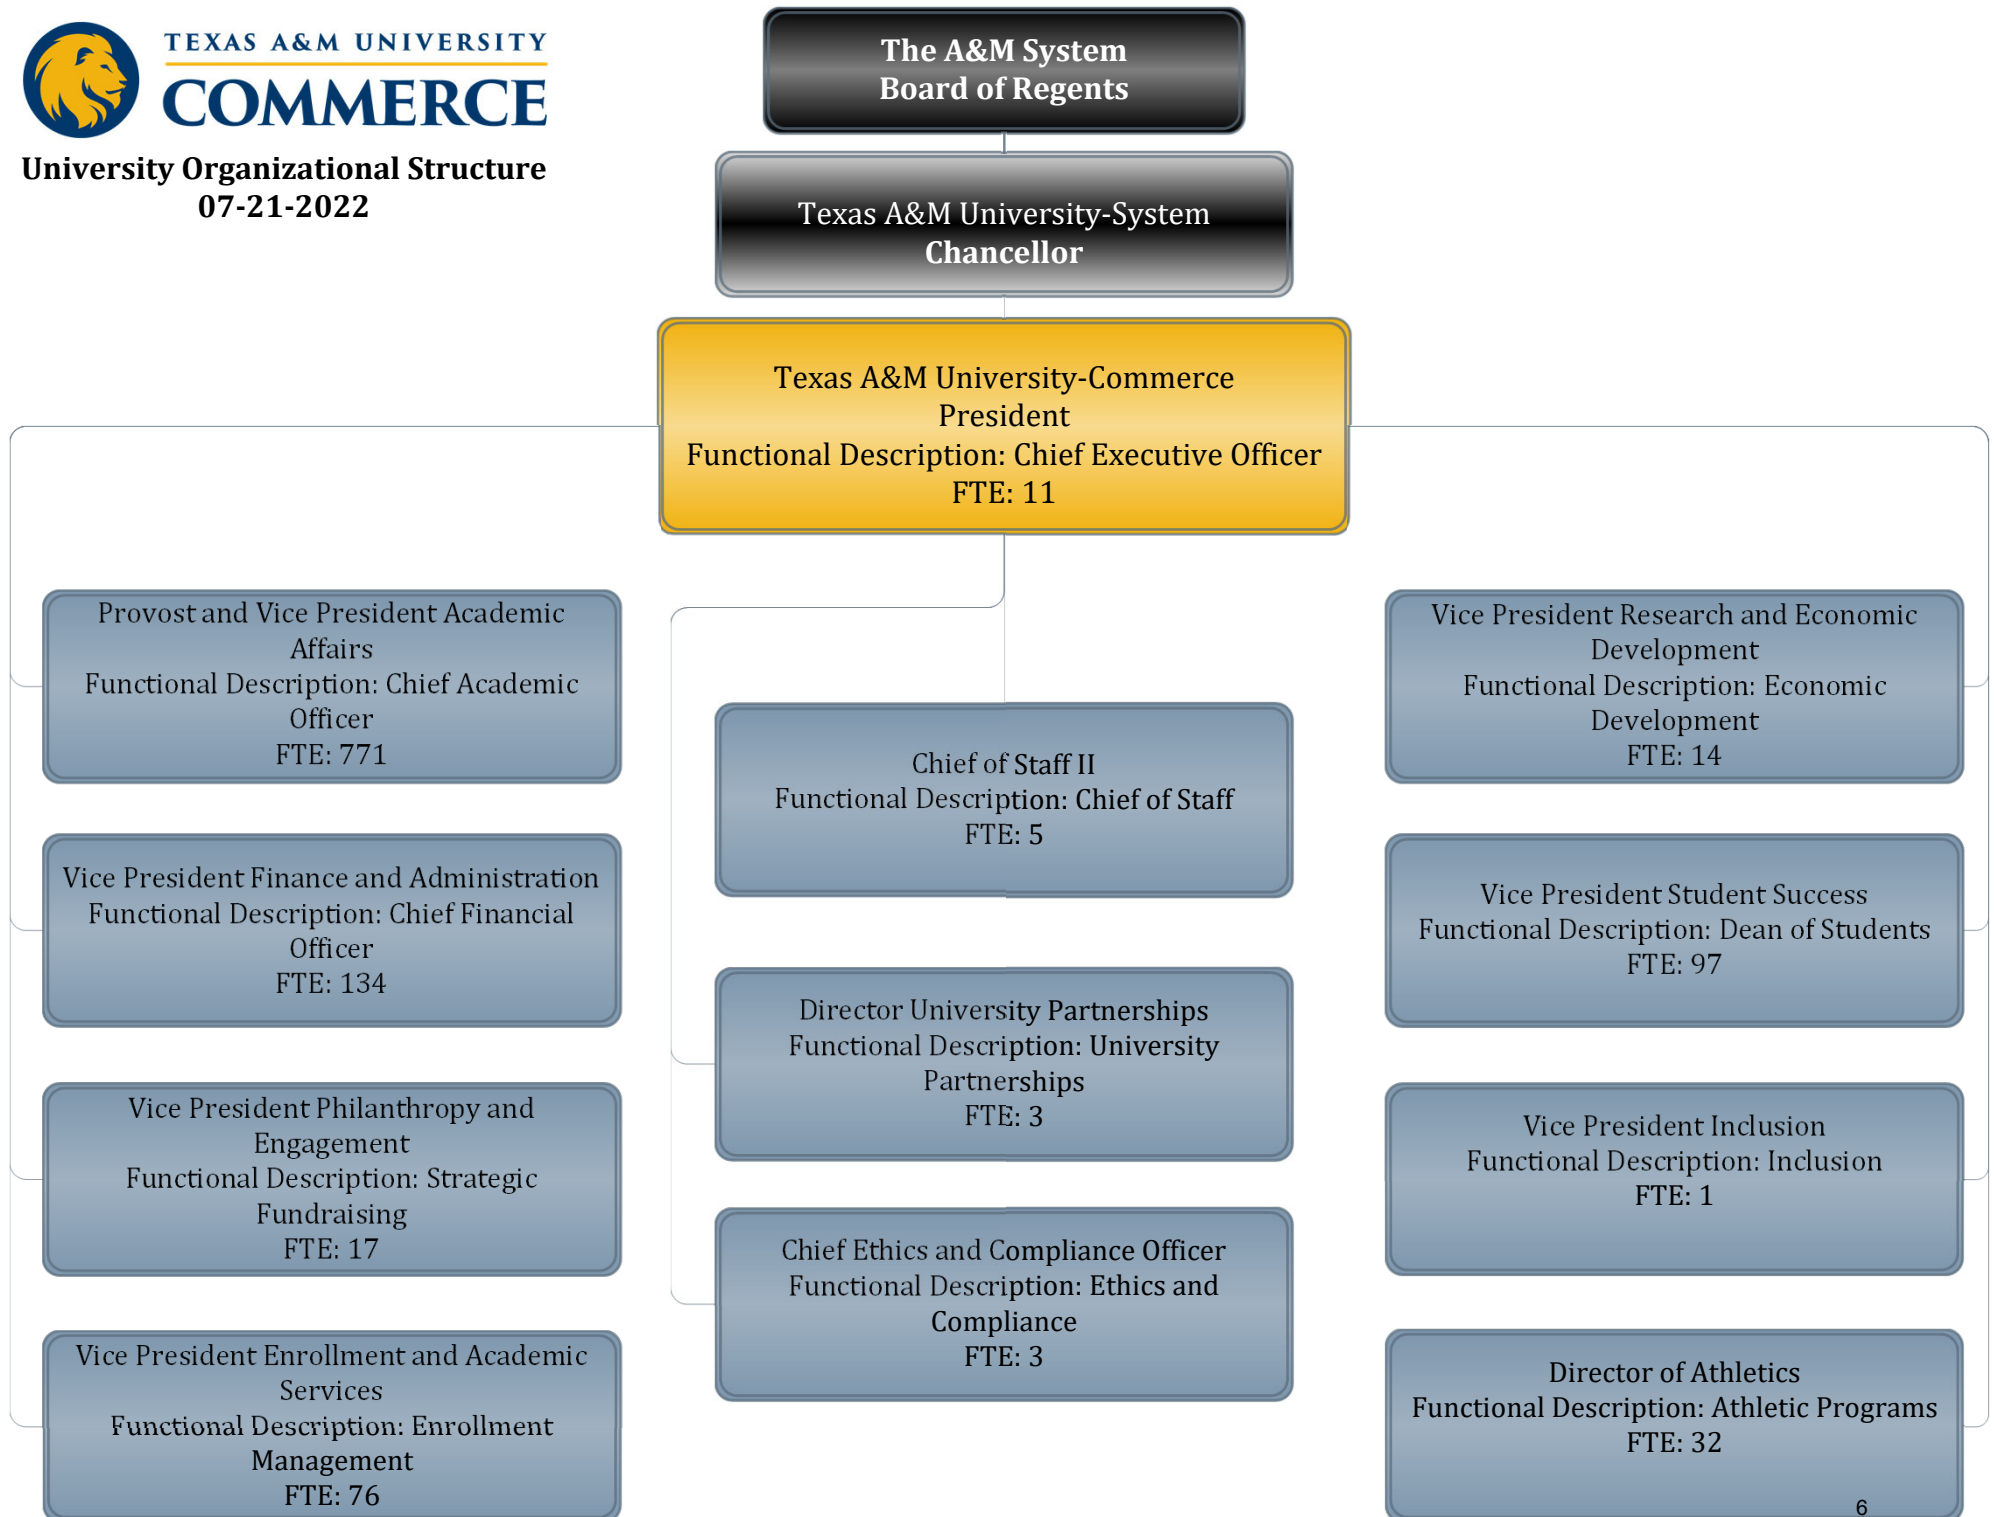 TEXAS A&M UNIVERSITY
COMMERCE
University Organizational Structure
07-21-2022
The A&M System
Board of Regents
Texas A&M University-System
Chancellor
Texas A&M University-Commerce
President
Functional Description: Chief Executive Officer
FTE: 11
Provost and Vice President Academic
Affairs
Functional Description: Chief Academic
Officer
FTE: 771
Vice President Finance and Administration
Functional Description: Chief Financial
Officer
FTE: 134
Vice President Philanthropy and
Engagement
Functional Description: Strategic
Fundraising
FTE: 17
Vice President Enrollment and Academic
Services
Functional Description: Enrollment
Management
FTE: 76
Chief of Staff II
Functional Description: Chief of Staff
FTE: 5
Director University Partnerships
Functional Description: University
Partnerships
FTE: 3
Chief Ethics and Compliance Officer
Functional Description: Ethics and
Compliance
FTE: 3
Vice President Research and Economic
Development
Functional Description: Economic
Development
FTE: 14
Vice President Student Success
Functional Description: Dean of Students
FTE: 97
Vice President Inclusion
Functional Description: Inclusion
FTE: 1
Director of Athletics
Functional Description: Athletic Programs
FTE: 32
6